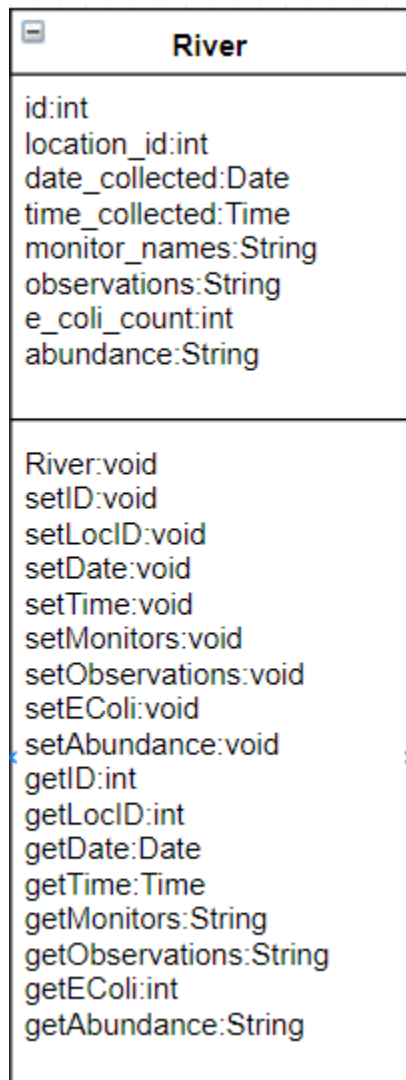 River
id:int
location_id:int
date_collected:Date
time_collected:Time
monitor_names:String
observations:String
e_coli_count:int
abundance:String
River:void
setID:void
setLocID:void
setDate:void
setTime:void
setMonitors:void
setObservations:void
setEColi:void
setAbundance:void
getID:int
getLocID:int
getDate:Date
getTime:Time
getMonitors:String
getObservations:String
getEColi:int
getAbundance:String